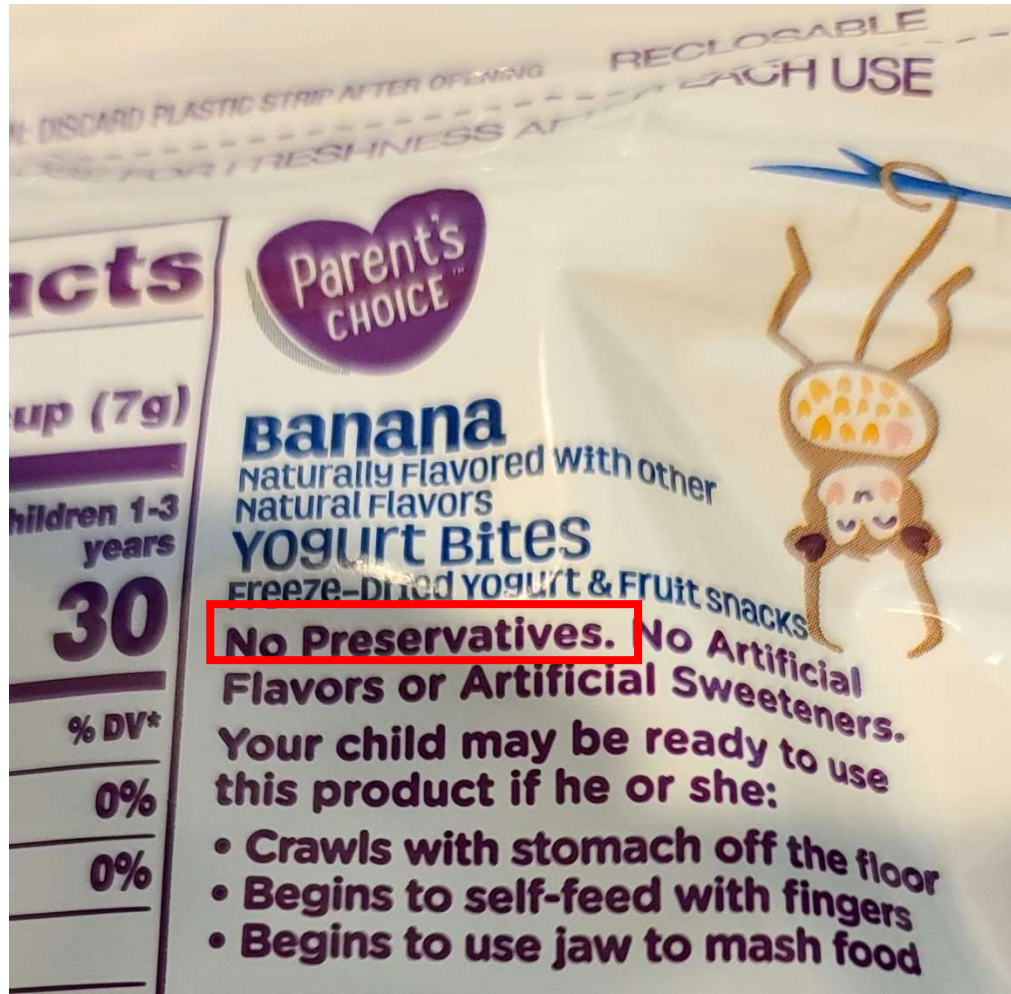 RECLOSABLE
N: DISCARD PLASTIC STRIP AFTER OPENING
EACH USE
FOR FRESHNESS
acts
Parent's
CHOICE™
up (7g)
hildren 1-3
years
30
% DV*
0%
0%
Banana
Naturally Flavored with other
Natural Flavors
Yogurt Bites
Freeze-Dried Yogurt & Fruit Snacks
No Preservatives. No Artificial
Flavors or Artificial Sweeteners.
Your child may be ready to use
this product if he or she:
• Crawls with stomach off the floor
• Begins to self-feed with fingers
• Begins to use jaw to mash food